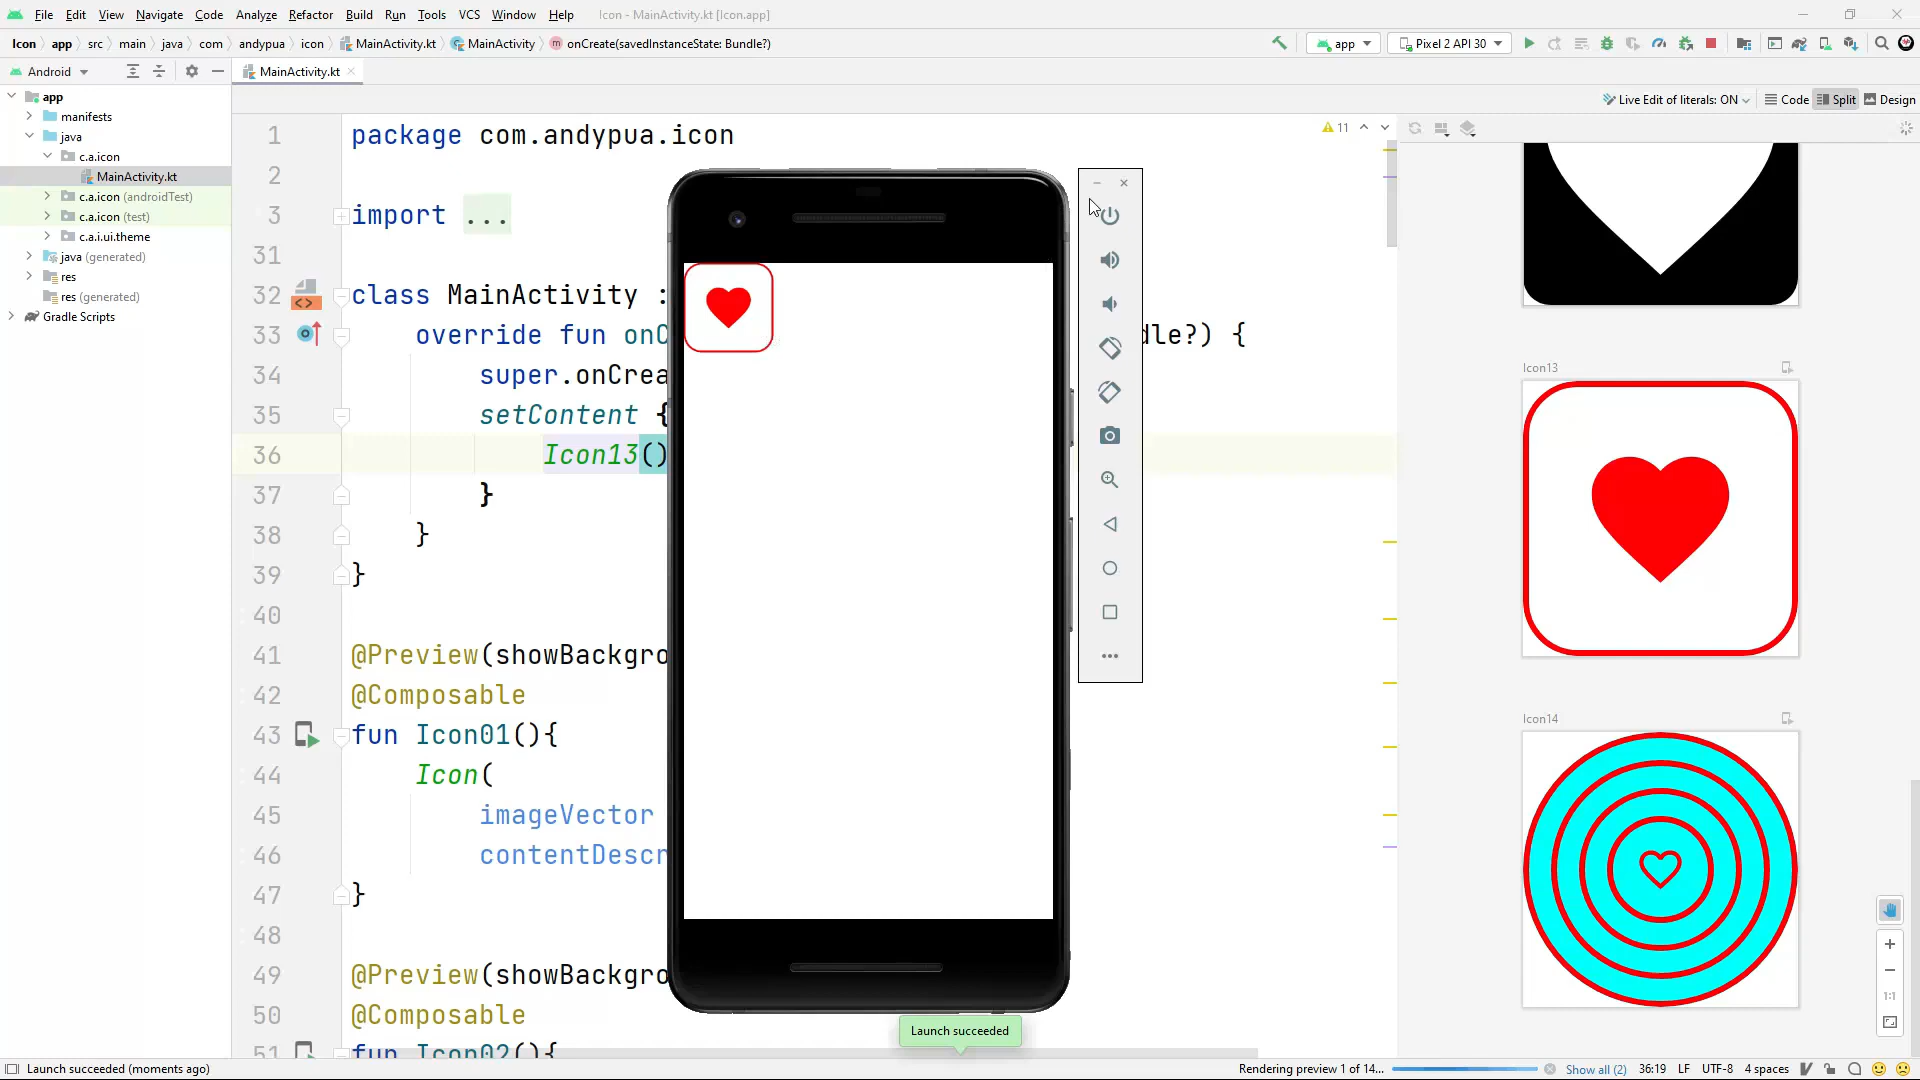 File Edit View Navigate Code Analyze Refactor Build Run Tools VCS Window Help Icon - MainActivity.kt [Icon.app]
Icon app src main java com andypua icon MainActivity.kt MainActivity onCreate(savedInstanceState: Bundle?) app Pixel 2 API 30
Android MainActivity.kt
Live Edit of literals: ON Code Split Design
app
manifests
java
c.a.icon
MainActivity.kt
c.a.icon (androidTest)
c.a.icon (test)
c.a.i.ui.theme
java (generated)
res
res (generated)
Gradle Scripts
11
1 package com.andypua.icon
2
3 import ...
31
32 class MainActivity :
33 override fun onC dle?) {
34 super.onCrea
35 setContent {
36 Icon13()
37 }
38 }
39 }
40
41 @Preview(showBackgro
42 @Composable
43 fun Icon01(){
44 Icon(
45 imageVector
46 contentDescr
47 }
48
49 @Preview(showBackgro
50 @Composable
51 fun Icon02(){
Icon13
Icon14
1:1
Launch succeeded
Launch succeeded (moments ago) Rendering preview 1 of 14... Show all (2) 36:19 LF UTF-8 4 spaces